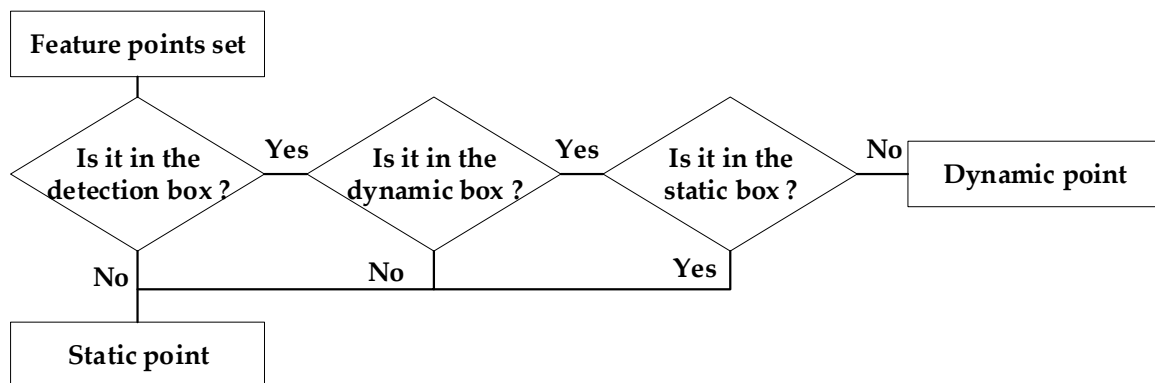 Feature points set
Is it in the
detection box ?
Yes
Is it in the
dynamic box ?
Yes
Is it in the
static box ?
No
Dynamic point
No
No
Yes
Static point